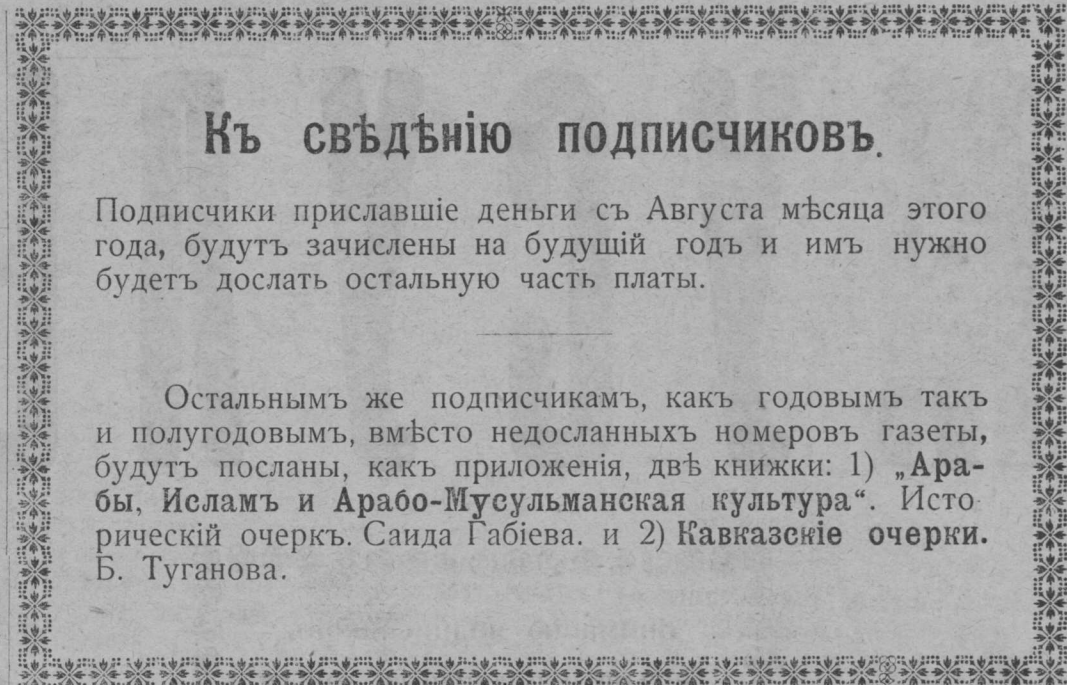 Къ свѣдѣнію подписчиковъ.
Подписчики приславшіе деньги съ Августа мѣсяца этого
года, будутъ зачислены на будущій годъ и имъ нужно
будетъ дослать остальную часть платы.
Остальнымъ же подписчикамъ, какъ годовымъ такъ
и полугодовымъ, вмѣсто недосланныхъ номеровъ газеты,
будутъ посланы, какъ приложенія, двѣ книжки: 1) „Ара-
бы, Исламъ и Арабо-Мусульманская культура“. Исто
рическій очеркъ. Саида Габіева. и 2) Кавказскіе очерки.
Б. Туганова.